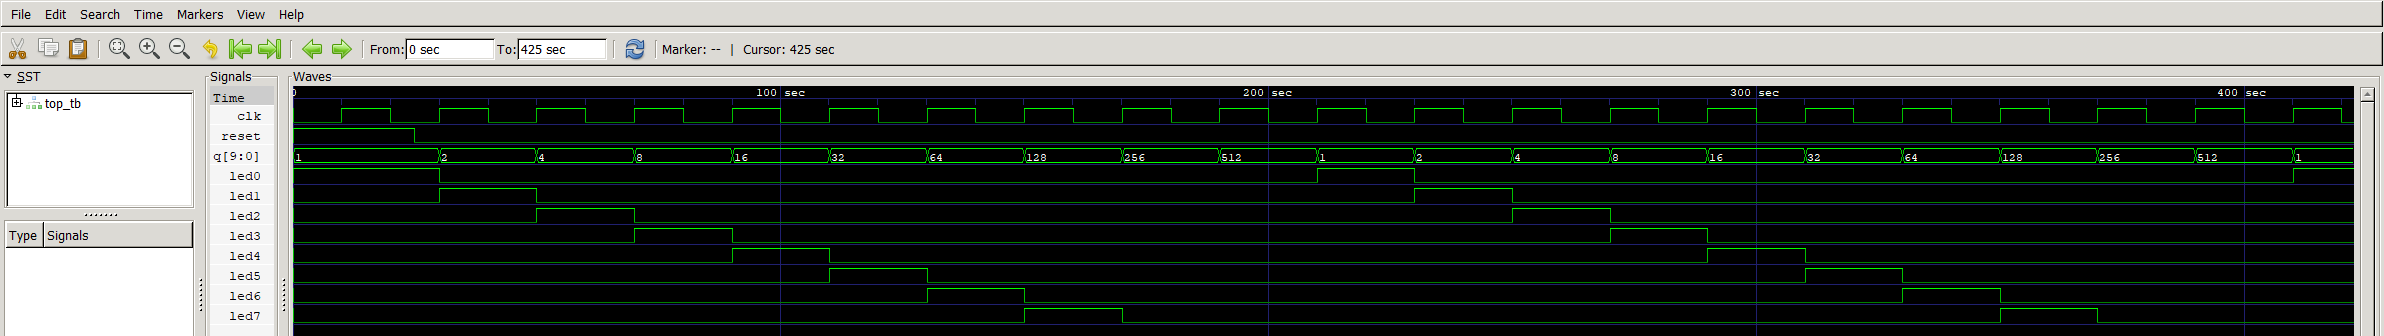 File Edit Search Time Markers View Help
From: 0 sec To: 425 sec Marker: -- | Cursor: 425 sec
SST
top_tb
Type Signals
Signals
Time
clk
reset
q[9:0]
led0
led1
led2
led3
led4
led5
led6
led7
Waves
0 100 sec 200 sec 300 sec 400 sec
1 2 4 8 16 32 64 128 256 512 1 2 4 8 16 32 64 128 256 512 1